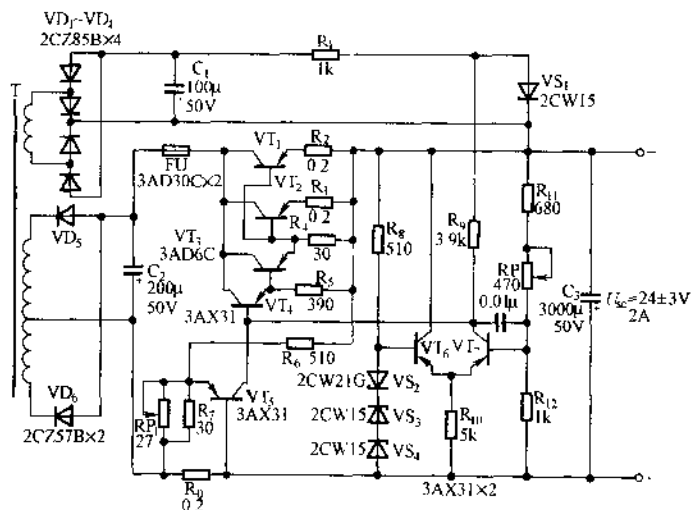 VD₁~VD₄
2CZ85B×4
T
C₁
100μ
50V
R₁
1k
VS₁
2CW15
FU
3AD30C×2
VT₁
R₂
0.2
VT₂
R₃
0.2
R₄
30
VT₃
3AD6C
R₅
390
VT₄
3AX31
VD₅
C₂
200μ
50V
R₆ 510
R₈
510
R₉
3.9k
R₁₁
680
RP
470
0.01μ
C₃
3000μ
50V
=24±3V
2A
VT₆
VT₇
VT₅
3AX31
2CW21G
VS₂
2CW15
VS₃
2CW15
VS₄
R₁₀
5k
R₁₂
1k
VD₆
2CZ57B×2
RP₁
27
R₇
30
0.2
3AX31×2